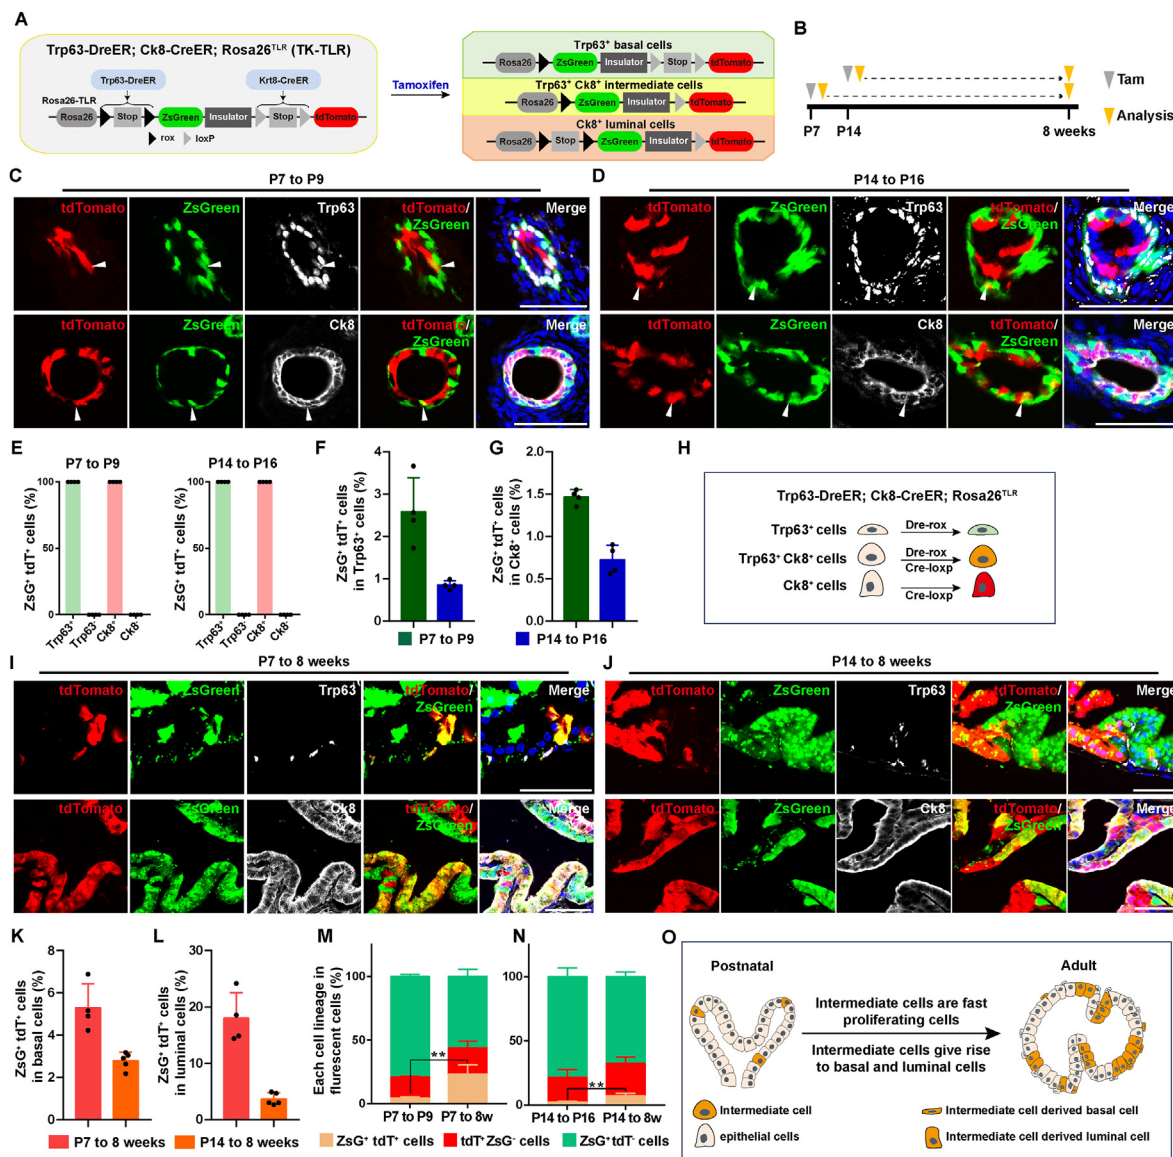 A
Trp63-DreER; Ck8-CreER; Rosa26TLR (TK-TLR)
Trp63-DreER
Krt8-CreER
Rosa26-TLR
Rosa26 Stop ZsGreen Insulator Stop tdTomato
rox loxP
Tamoxifen
Trp63+ basal cells
Rosa26 ZsGreen Insulator Stop tdTomato
Trp63+ Ck8+ intermediate cells
Rosa26 ZsGreen Insulator tdTomato
Ck8+ luminal cells
Rosa26 Stop ZsGreen Insulator tdTomato
B
Tam
Analysis
P7 P14 8 weeks
C
P7 to P9
tdTomato ZsGreen Trp63 tdTomato/ ZsGreen Merge
tdTomato ZsGreen Ck8 tdTomato/ ZsGreen Merge
D
P14 to P16
tdTomato ZsGreen Trp63 tdTomato/ ZsGreen Merge
tdTomato ZsGreen Ck8 tdTomato/ ZsGreen Merge
E
P7 to P9
ZsG+ tdT+ cells (%)
100
50
0
Trp63+ Trp63- Ck8+ Ck8-
P14 to P16
ZsG+ tdT+ cells (%)
100
50
0
Trp63+ Trp63- Ck8+ Ck8-
F
ZsG+ tdT+ cells
in Trp63+ cells (%)
4
3
2
1
0
G
ZsG+ tdT+ cells
in Ck8+ cells (%)
2.0
1.5
1.0
0.5
0.0
P7 to P9
P14 to P16
H
Trp63-DreER; Ck8-CreER; Rosa26TLR
Trp63+ cells Dre-rox
Trp63+ Ck8+ cells Dre-rox
Cre-loxp
Ck8+ cells Cre-loxp
I
P7 to 8 weeks
tdTomato ZsGreen Trp63 tdTomato/ ZsGreen Merge
tdTomato ZsGreen Ck8 tdTomato/ ZsGreen Merge
J
P14 to 8 weeks
tdTomato ZsGreen Trp63 tdTomato/ ZsGreen Merge
tdTomato ZsGreen Ck8 tdTomato/ ZsGreen Merge
K
ZsG+ tdT+ cells
in basal cells (%)
8
6
4
2
0
L
ZsG+ tdT+ cells
in luminal cells (%)
30
20
10
0
P7 to 8 weeks
P14 to 8 weeks
M
Each cell lineage in
flurescent cells (%)
100
50
0
**
P7 to P9 P7 to 8w
N
100
50
0
**
P14 to P16 P14 to 8w
ZsG+ tdT+ cells
tdT+ ZsG- cells
ZsG+ tdT- cells
O
Postnatal
Adult
Intermediate cells are fast
proliferating cells
Intermediate cells give rise
to basal and luminal cells
Intermediate cell
epithelial cells
Intermediate cell derived basal cell
Intermediate cell derived luminal cell